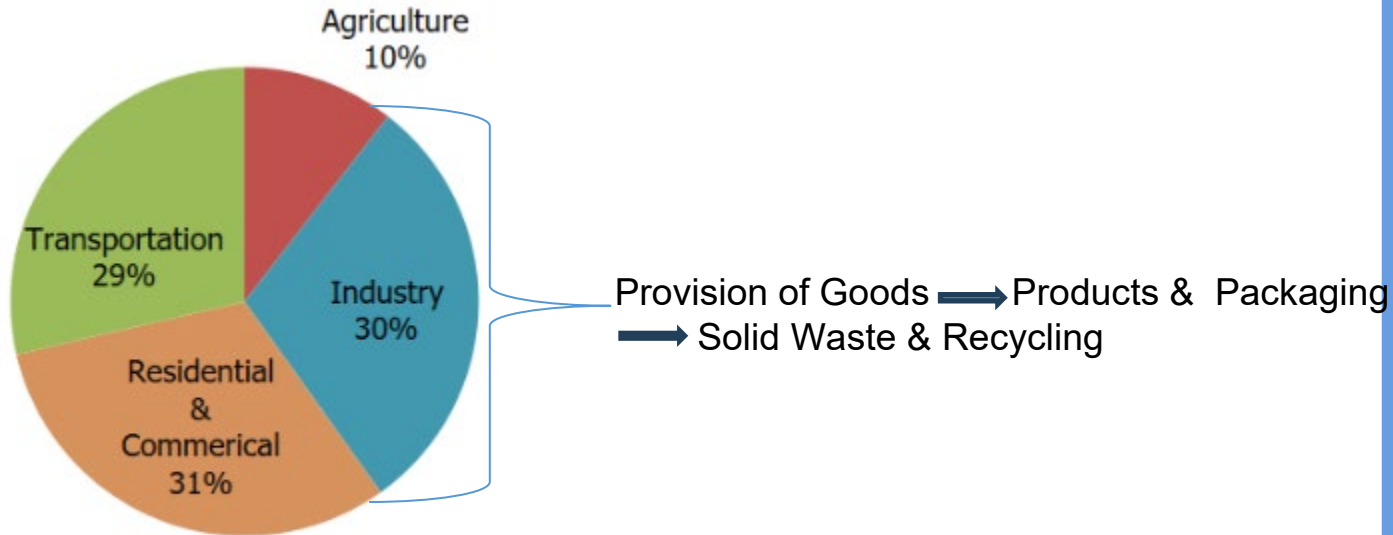 Agriculture
10%
Transportation
29%
Industry
30%
Residential
&
Commerical
31%
Provision of Goods Products & Packaging
Solid Waste & Recycling